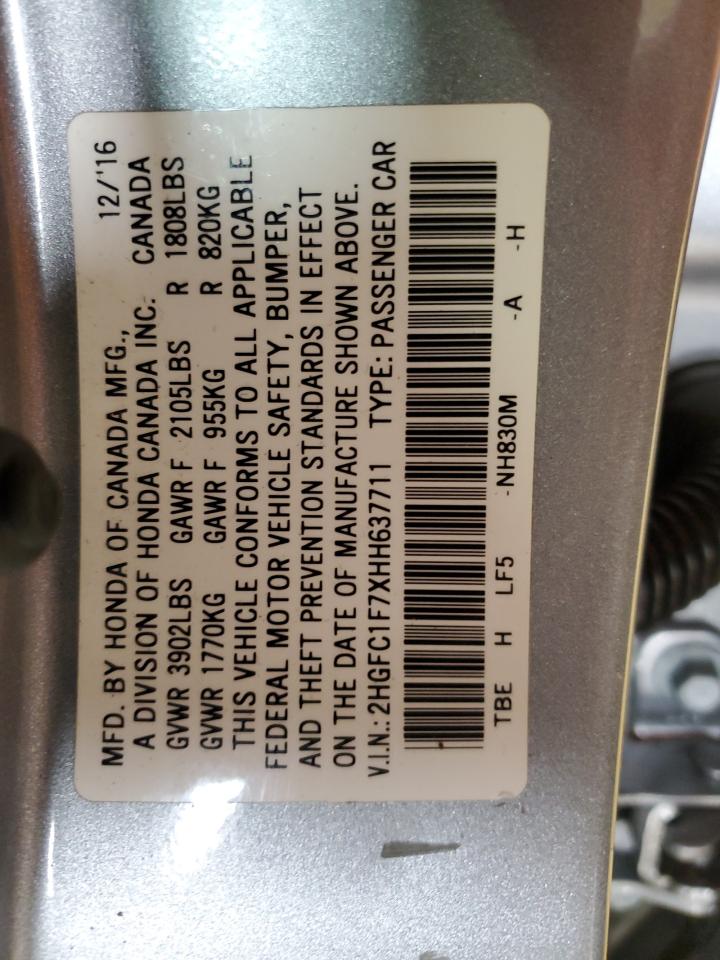 MFD. BY HONDA OF CANADA MFG., 12/'16
A DIVISION OF HONDA CANADA INC. CANADA
GVWR 3902LBS GAWR F 2105LBS R 1808LBS
GVWR 1770KG GAWR F 955KG R 820KG
THIS VEHICLE CONFORMS TO ALL APPLICABLE
FEDERAL MOTOR VEHICLE SAFETY, BUMPER,
AND THEFT PREVENTION STANDARDS IN EFFECT
ON THE DATE OF MANUFACTURE SHOWN ABOVE.
V.I.N.: 2HGFC1F7XHH637711 TYPE: PASSENGER CAR
TBE H LF5 -NH830M -A -H